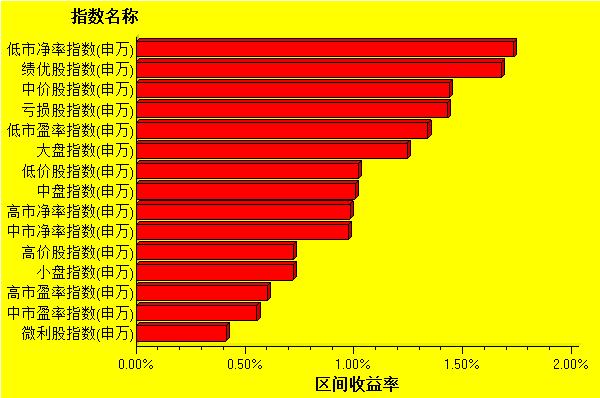 指数名称
低市净率指数(申万)
绩优股指数(申万)
中价股指数(申万)
亏损股指数(申万)
低市盈率指数(申万)
大盘指数(申万)
低价股指数(申万)
中盘指数(申万)
高市净率指数(申万)
中市净率指数(申万)
高价股指数(申万)
小盘指数(申万)
高市盈率指数(申万)
中市盈率指数(申万)
微利股指数(申万)
0.00% 0.50% 1.00% 1.50% 2.00%
区间收益率